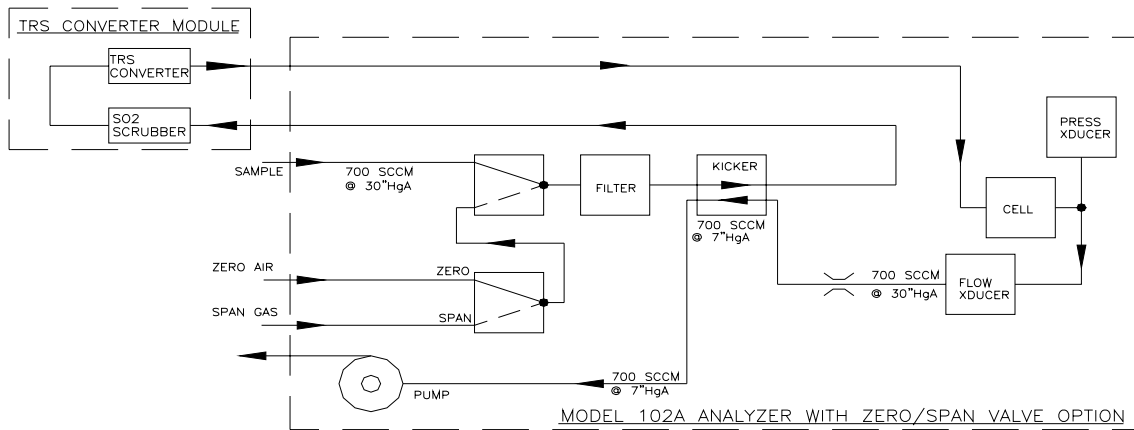 TRS CONVERTER MODULE
TRS
CONVERTER
SO2
SCRUBBER
PRESS
XDUCER
SAMPLE
700 SCCM
@ 30"HgA
FILTER
KICKER
CELL
700 SCCM
@ 7"HgA
ZERO AIR
ZERO
SPAN GAS
SPAN
700 SCCM
@ 30"HgA
FLOW
XDUCER
PUMP
700 SCCM
@ 7"HgA
MODEL 102A ANALYZER WITH ZERO/SPAN VALVE OPTION